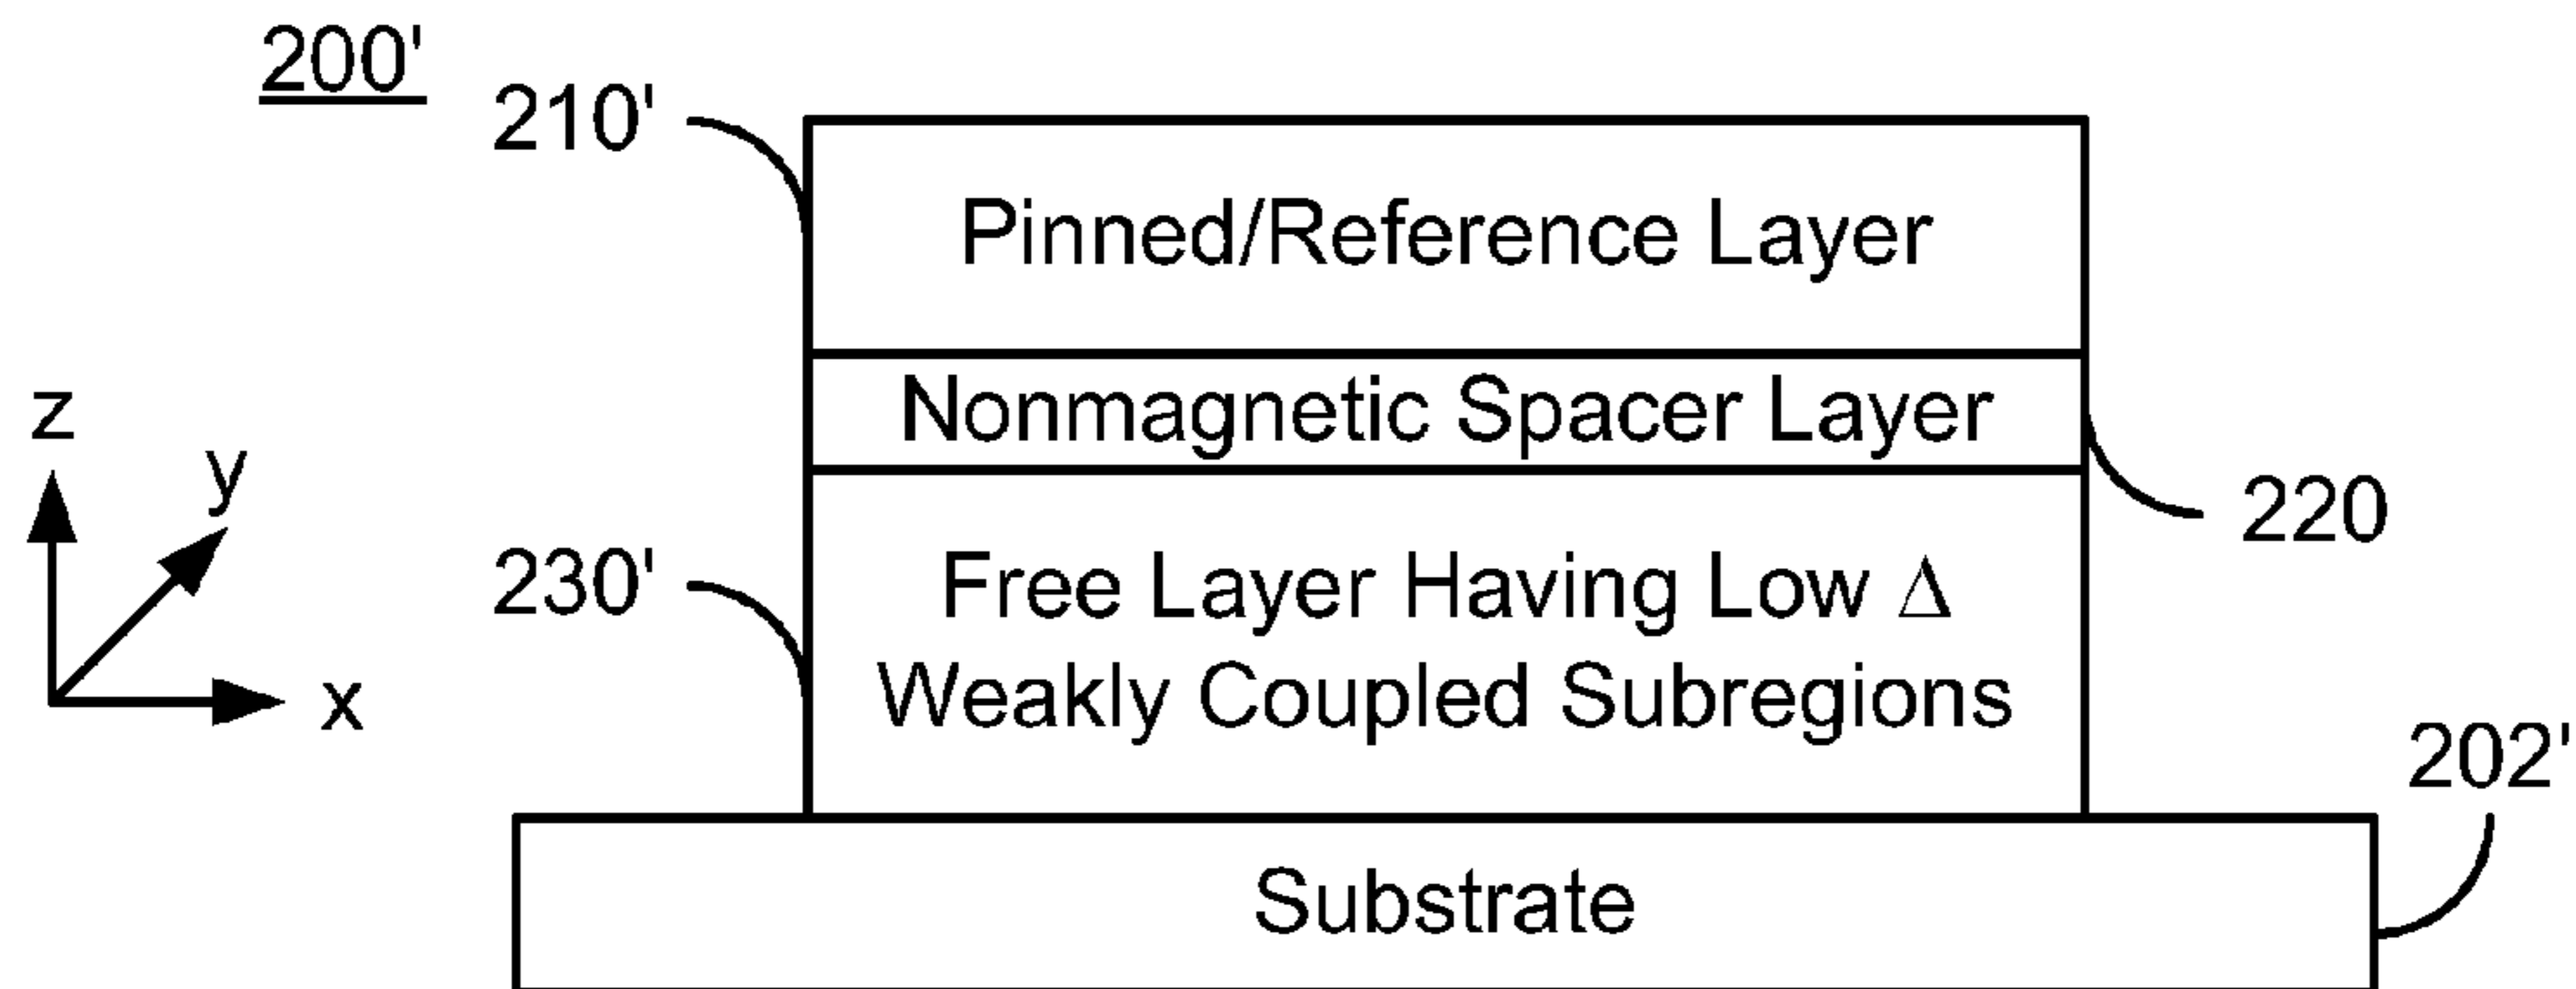 200'
210'
Pinned/Reference Layer
Nonmagnetic Spacer Layer
220
z
y
x
230'
Free Layer Having Low Δ
Weakly Coupled Subregions
202'
Substrate